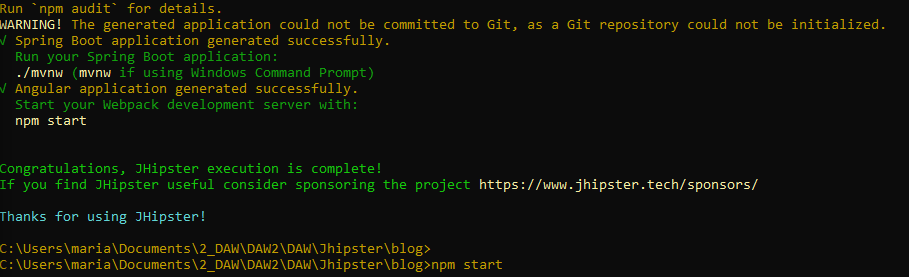 Run `npm audit` for details.
WARNING! The generated application could not be committed to Git, as a Git repository could not be initialized.
√ Spring Boot application generated successfully.
Run your Spring Boot application:
./mvnw (mvnw if using Windows Command Prompt)
√ Angular application generated successfully.
Start your Webpack development server with:
npm start
Congratulations, JHipster execution is complete!
If you find JHipster useful consider sponsoring the project https://www.jhipster.tech/sponsors/
Thanks for using JHipster!
C:\Users\maria\Documents\2_DAW\DAW2\DAW\Jhipster\blog>
C:\Users\maria\Documents\2_DAW\DAW2\DAW\Jhipster\blog>npm start